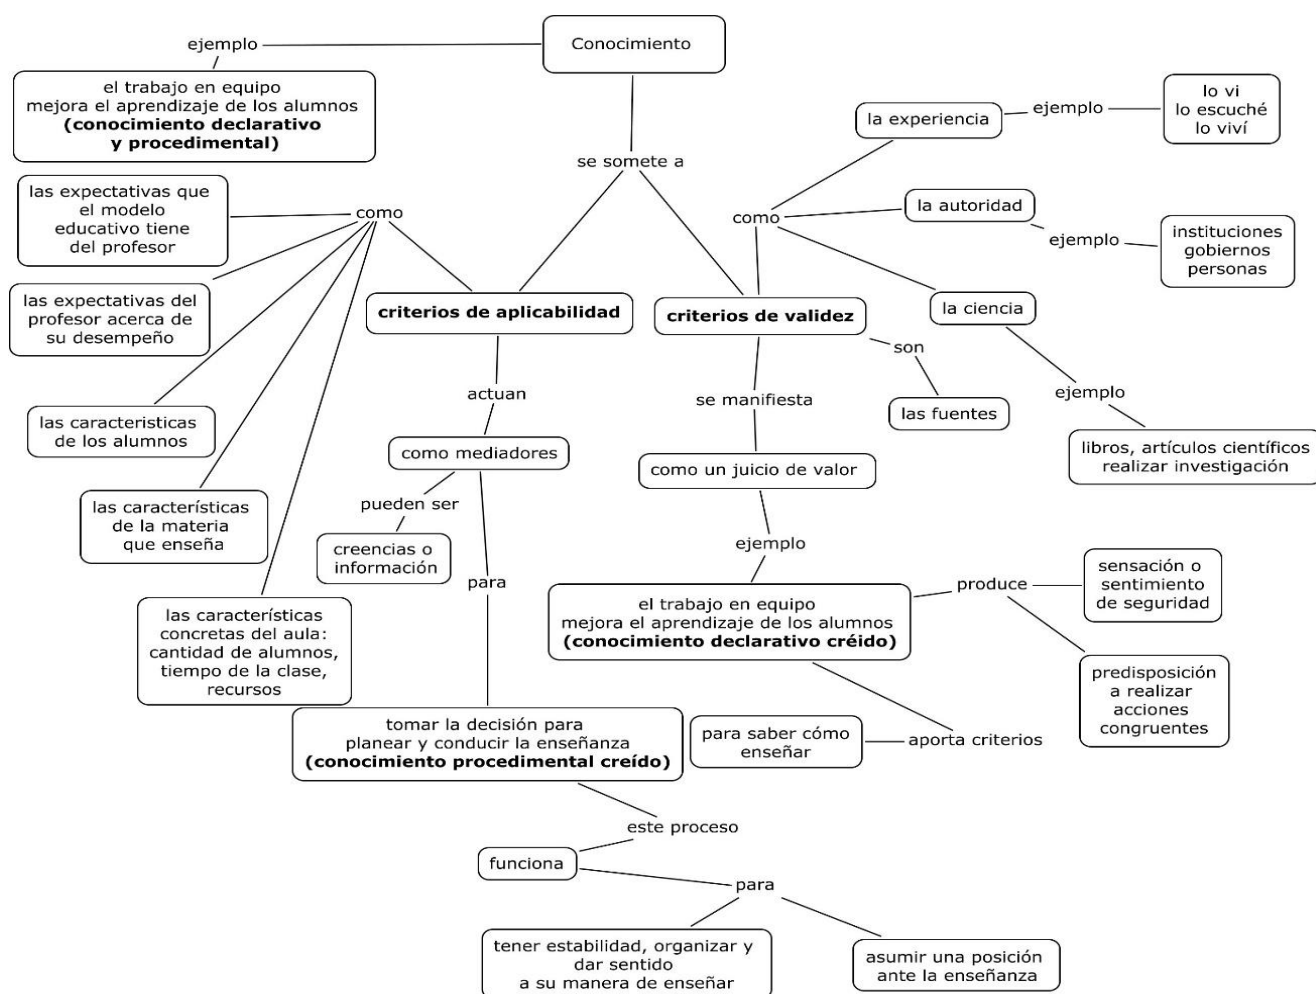 Conocimiento
ejemplo
el trabajo en equipo
mejora el aprendizaje de los alumnos
(conocimiento declarativo
y procedimental)
se somete a
como
las expectativas que
el modelo
educativo tiene
del profesor
las expectativas del
profesor acerca de
su desempeño
las caracteristicas
de los alumnos
las características
de la materia
que enseña
las características
concretas del aula:
cantidad de alumnos,
tiempo de la clase,
recursos
criterios de aplicabilidad
actuan
como mediadores
pueden ser
creencias o
información
para
tomar la decisión para
planear y conducir la enseñanza
(conocimiento procedimental creído)
este proceso
funciona
para
tener estabilidad, organizar y
dar sentido
a su manera de enseñar
asumir una posición
ante la enseñanza
criterios de validez
como
la experiencia
ejemplo
lo vi
lo escuché
lo viví
la autoridad
ejemplo
instituciones
gobiernos
personas
la ciencia
ejemplo
libros, artículos científicos
realizar investigación
son
las fuentes
se manifiesta
como un juicio de valor
ejemplo
el trabajo en equipo
mejora el aprendizaje de los alumnos
(conocimiento declarativo créido)
produce
sensación o
sentimiento
de seguridad
predisposición
a realizar
acciones
congruentes
aporta criterios
para saber cómo
enseñar